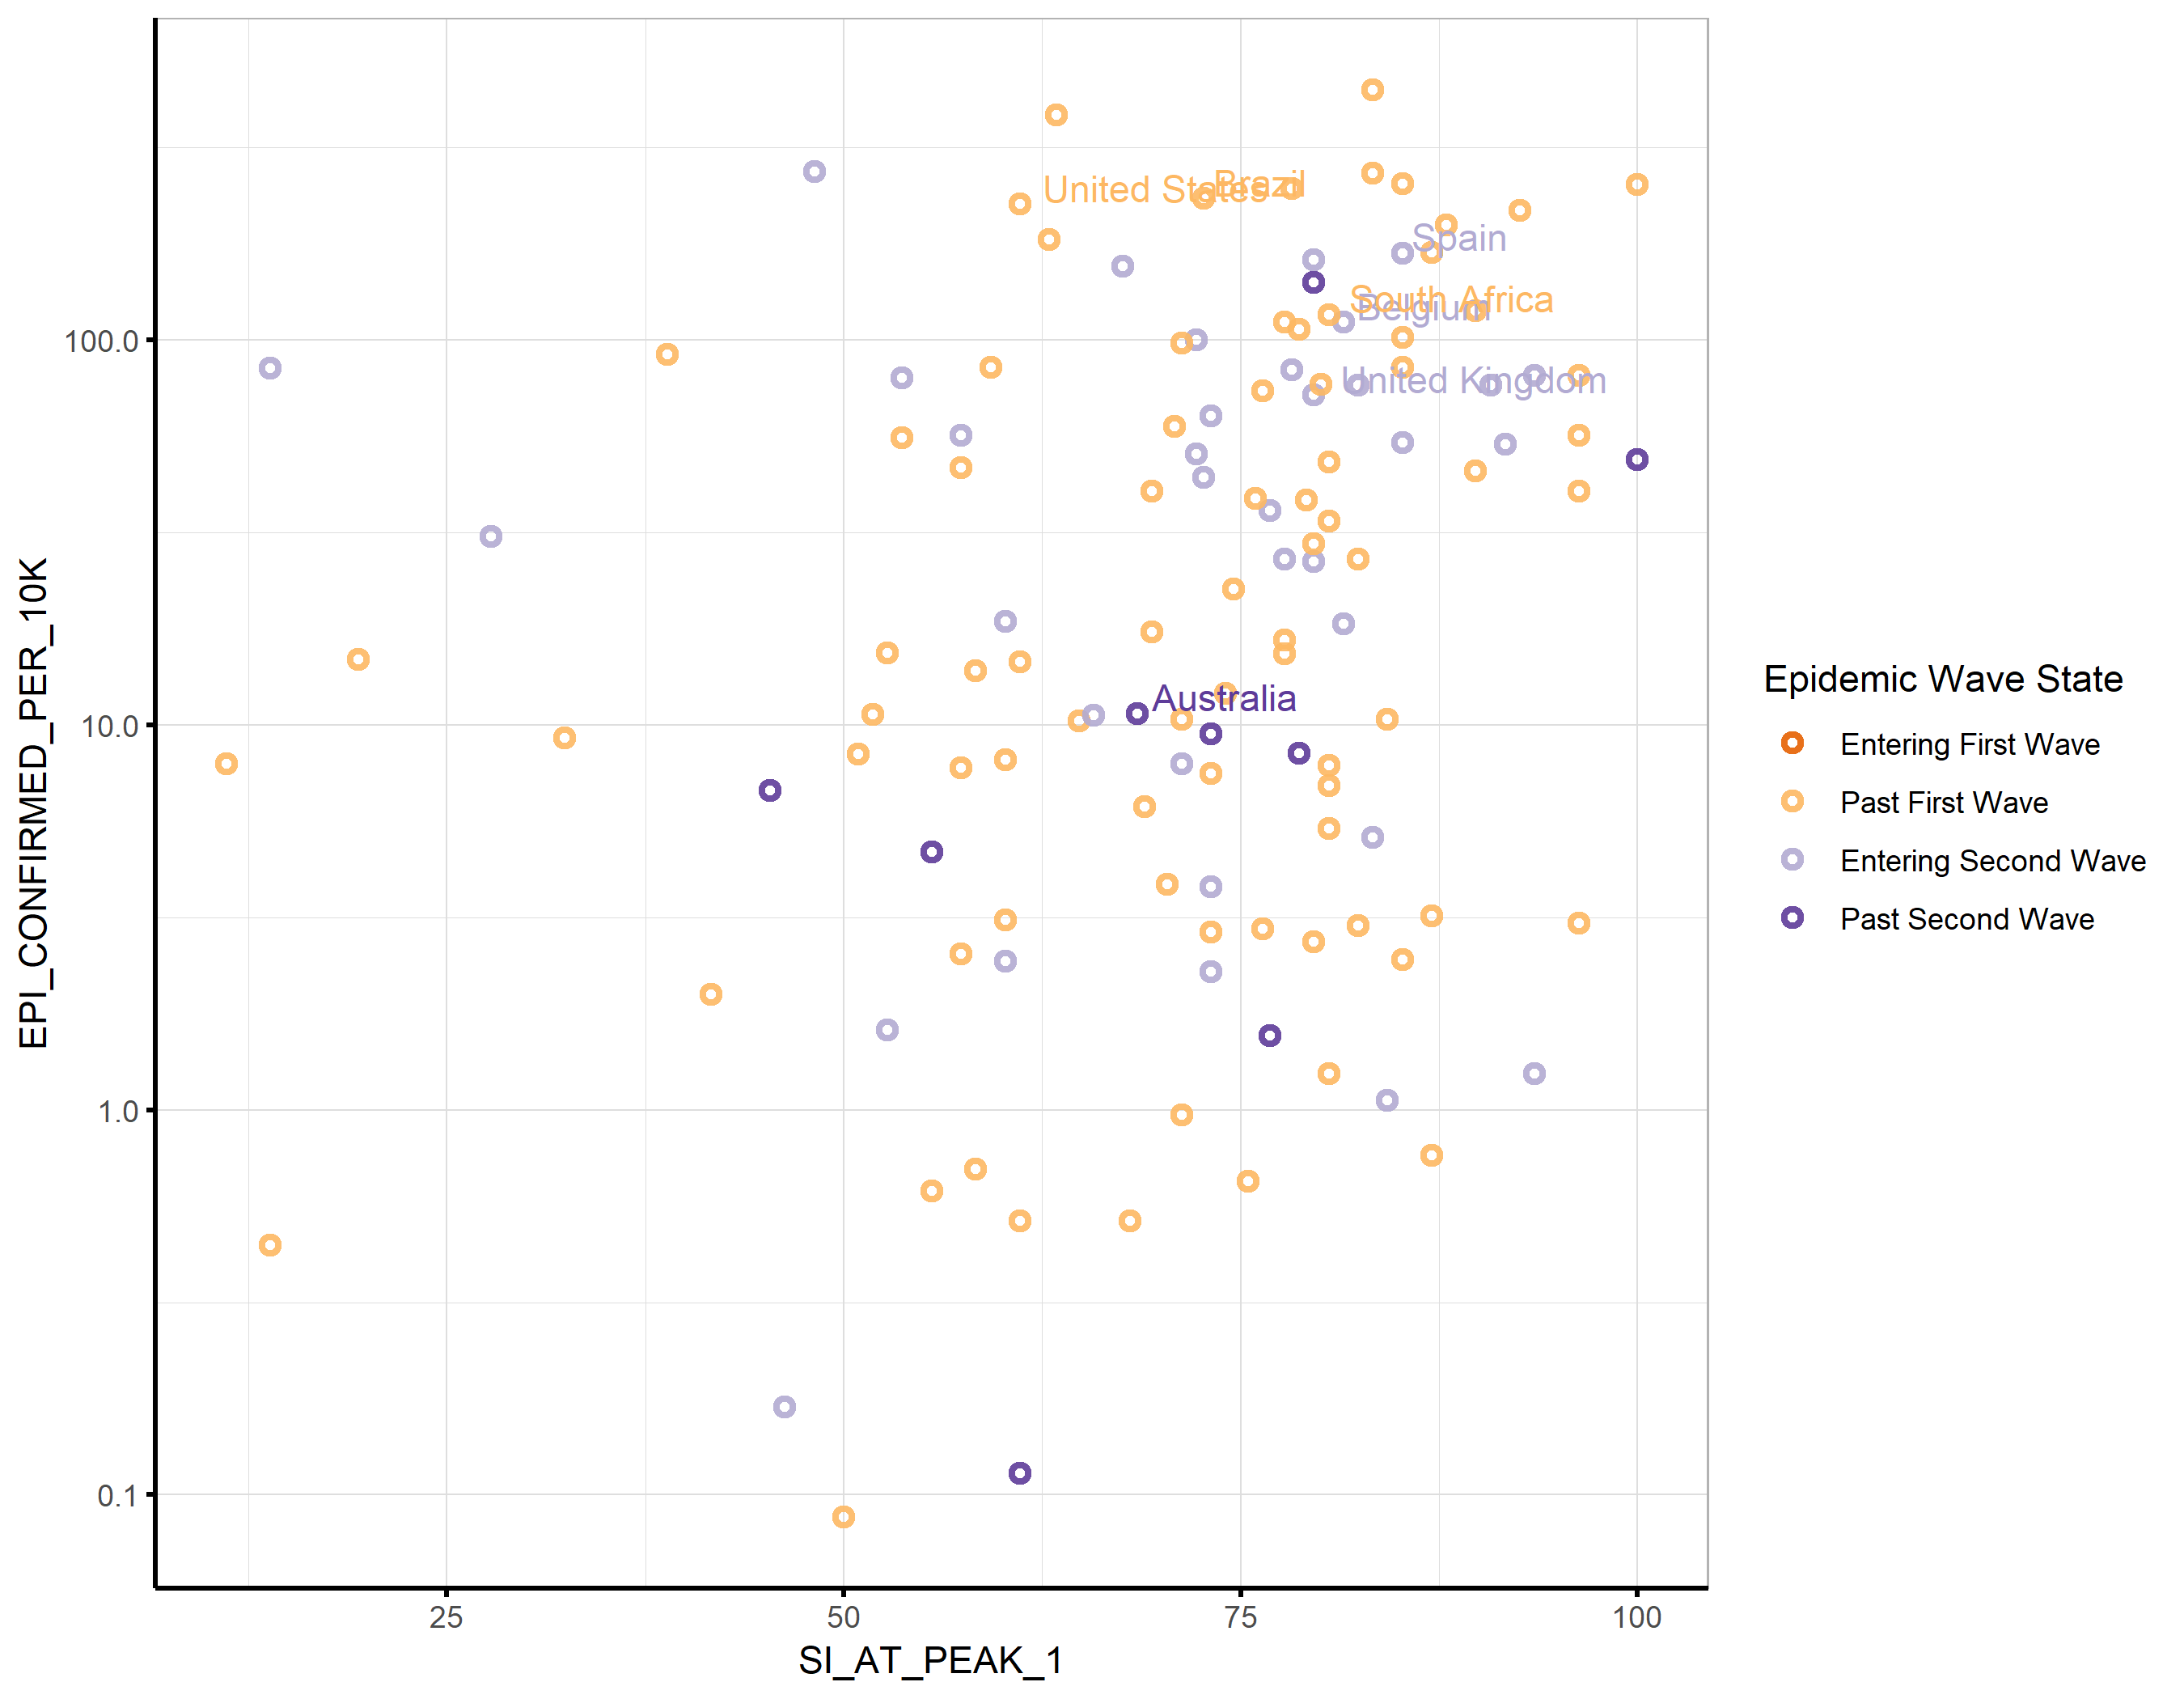 United States
Brazil
Spain
South Africa
Belgium
United Kingdom
Australia
100.0
10.0
1.0
0.1
EPI_CONFIRMED_PER_10K
25
50
75
100
SI_AT_PEAK_1
Epidemic Wave State
Entering First Wave
Past First Wave
Entering Second Wave
Past Second Wave